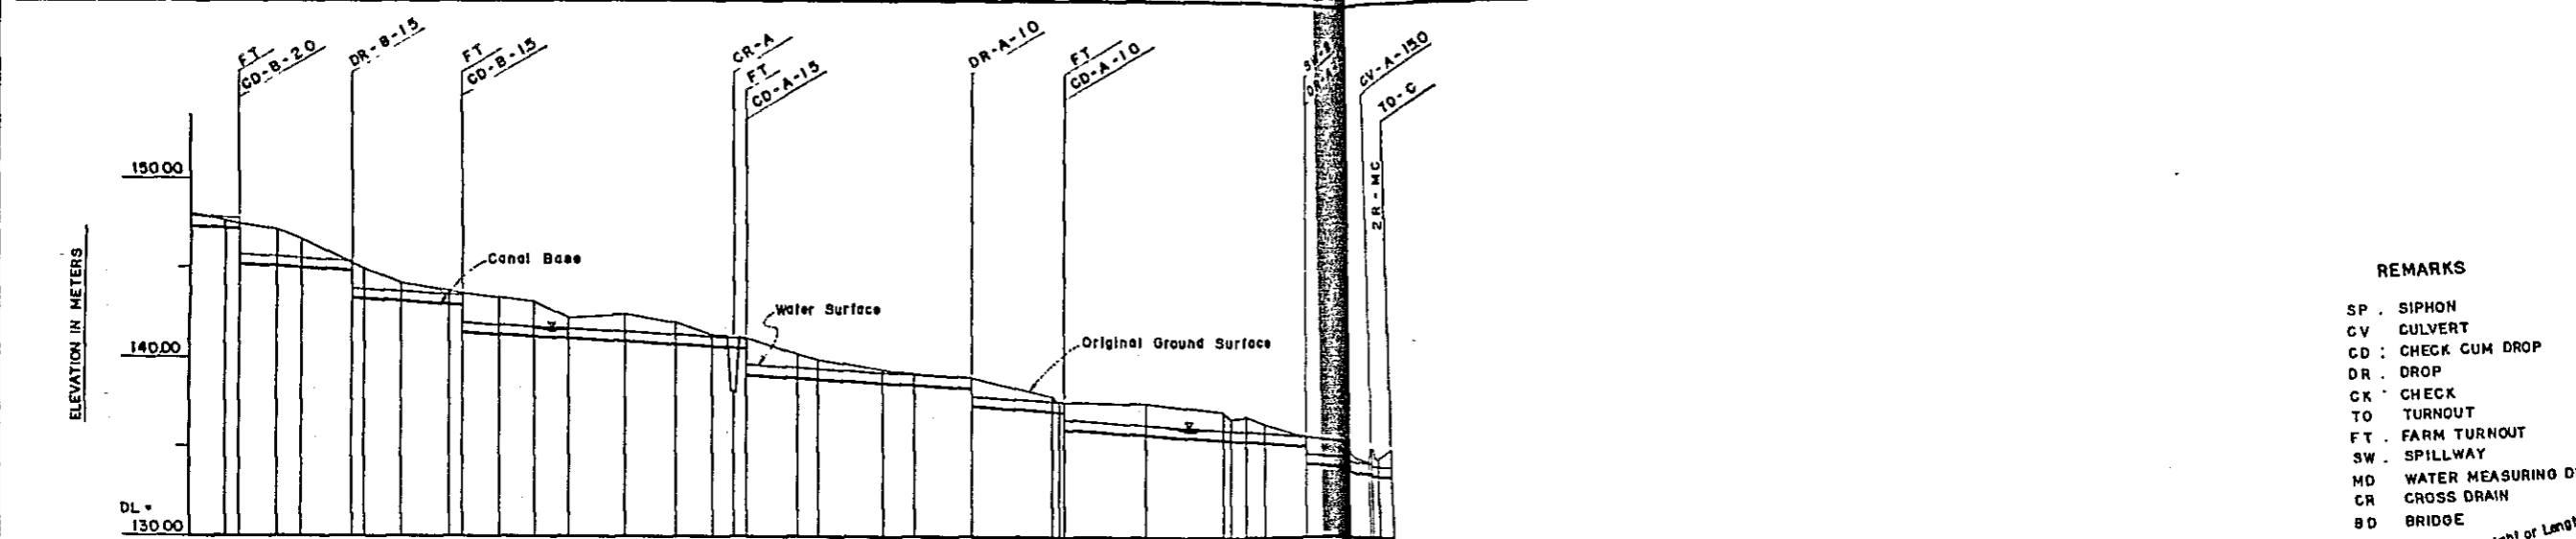 FT
CD-B-20
DR-B-15
FT
CD-B-15
CR-A
FT
CD-A-15
DR-A-10
FT
CD-A-10
CV-A-150
TO-C
2R-MC
150.00
140.00
DL =
130.00
ELEVATION IN METERS
Canal Base
Water Surface
Original Ground Surface
REMARKS
SP . SIPHON
CV CULVERT
CD : CHECK CUM DROP
DR . DROP
CK CHECK
TO TURNOUT
FT . FARM TURNOUT
SW . SPILLWAY
MD WATER MEASURING
CR CROSS DRAIN
BD BRIDGE
or